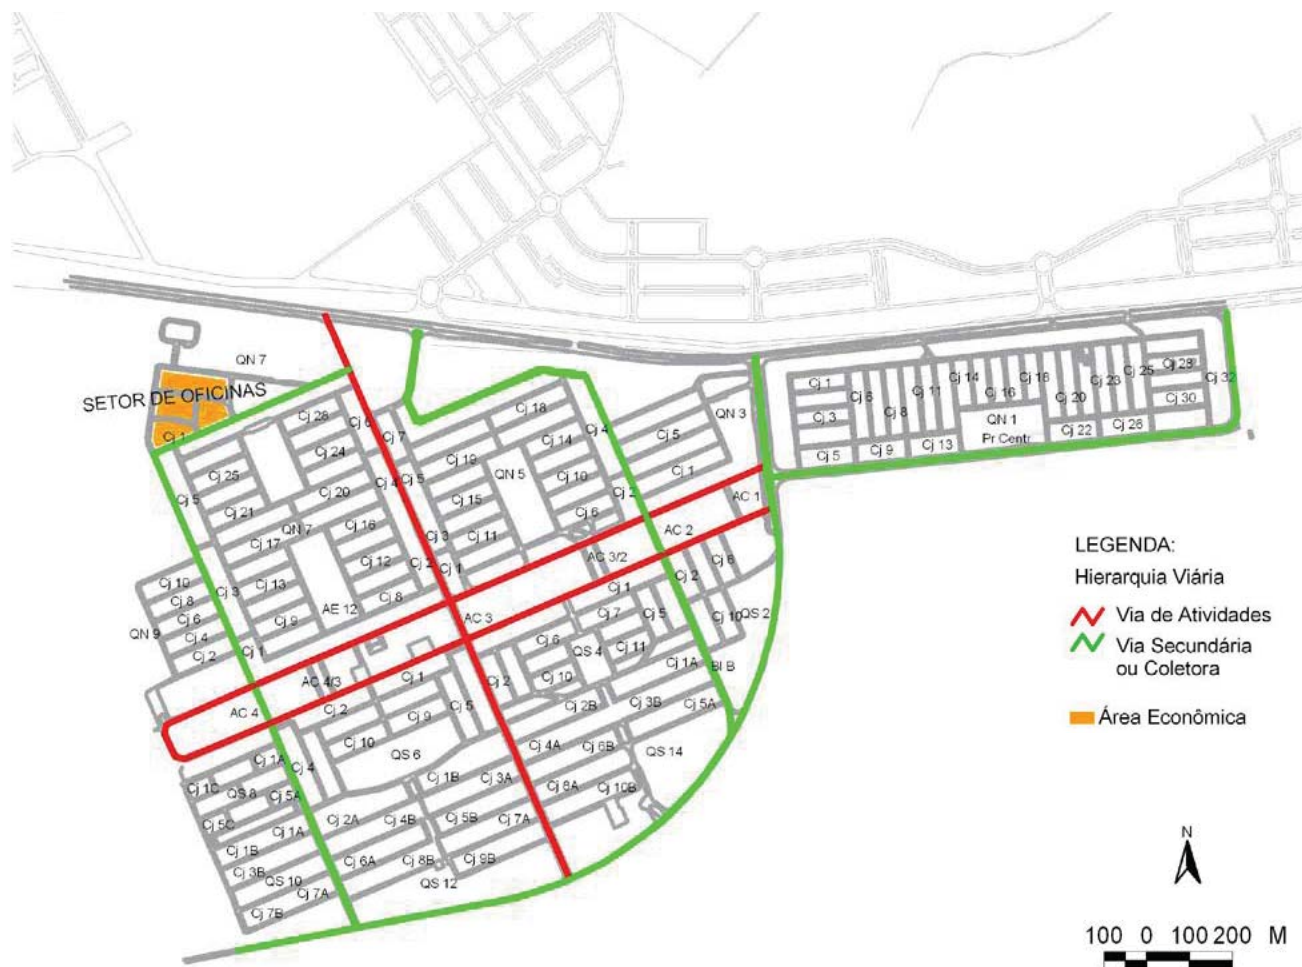 QN 7
SETOR DE OFICINAS
Cj 1
Cj 28
Cj 6
Cj 7
Cj 24
Cj 4
Cj 5
Cj 25
Cj 5
Cj 20
Cj 21
QN 7
Cj 16
Cj 17
Cj 12
Cj 3
Cj 2
Cj 1
Cj 13
Cj 8
AE 12
Cj 9
Cj 3
Cj 1
Cj 18
Cj 4
Cj 14
Cj 19
QN 5
Cj 10
Cj 15
Cj 6
Cj 11
Cj 2
QN 3
Cj 5
Cj 1
AC 1
AC 2
AC 3/2
AC 3
AC 4/3
AC 4
Cj 1
Cj 3
Cj 5
Cj 6
Cj 8
Cj 9
Cj 11
Cj 13
Cj 14
Cj 16
Cj 18
QN 1
Pr Centr
Cj 20
Cj 22
Cj 23
Cj 25
Cj 26
Cj 28
Cj 30
Cj 32
Cj 10
Cj 8
Cj 6
QN 9
Cj 4
Cj 2
Cj 6
Cj 2
Cj 1
Cj 10
QS 2
Cj 7
Cj 5
Cj 6
QS 4
Cj 11
Cj 10
Cj 2
Cj 1A
Bl B
Cj 1
Cj 2
Cj 9
Cj 5
Cj 10
QS 6
Cj 4
Cj 2B
Cj 3B
Cj 5A
Cj 4A
Cj 6B
QS 14
Cj 8A
Cj 10B
Cj 1A
Cj 1C
QS 8
Cj 5A
Cj 5C
Cj 1A
Cj 1B
Cj 3B
QS 10
Cj 7A
Cj 7B
Cj 1B
Cj 3A
Cj 2A
Cj 4B
Cj 5B
Cj 7A
Cj 6A
Cj 8B
Cj 9B
QS 12
LEGENDA:
Hierarquia Viária
Via de Atividades
Via Secundária
ou Coletora
Área Econômica
N
100 0 100 200 M